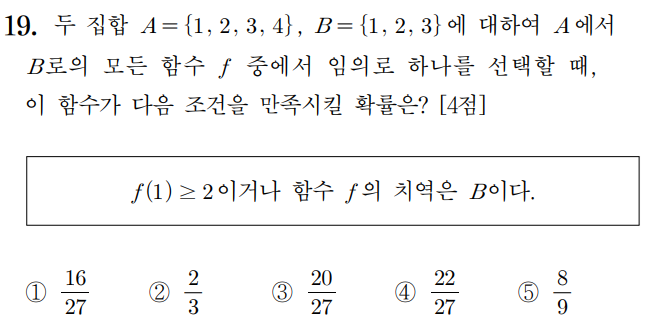 19. 두 집합 A={1, 2, 3, 4}, B={1, 2, 3}에 대하여 A에서
B로의 모든 함수 f 중에서 임의로 하나를 선택할 때,
이 함수가 다음 조건을 만족시킬 확률은? [4점]
f(1) ≥ 2이거나 함수 f의 치역은 B이다.
① 16/27 ② 2/3 ③ 20/27 ④ 22/27 ⑤ 8/9